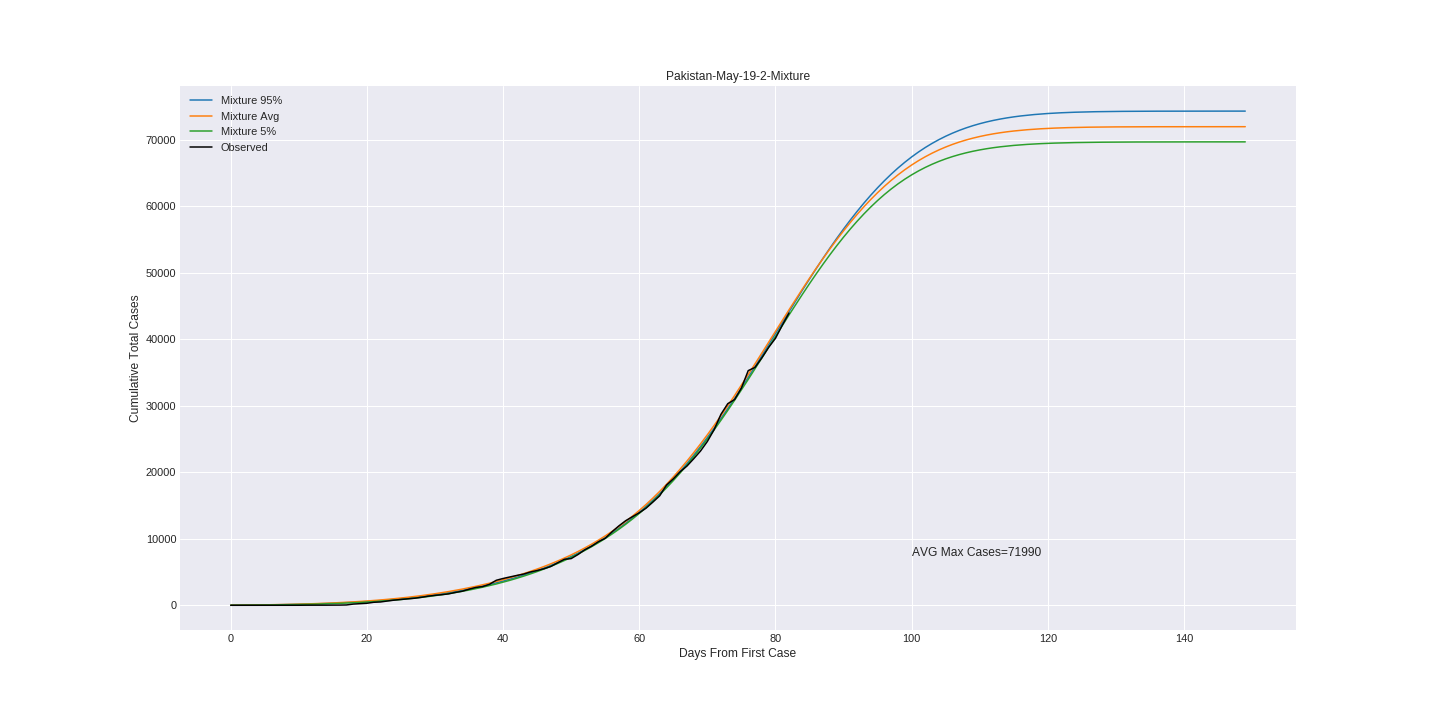 Pakistan-May-19-2-Mixture
Mixture 95%
Mixture Avg
Mixture 5%
Observed
Cumulative Total Cases
70000
60000
50000
40000
30000
20000
10000
0
AVG Max Cases=71990
0 20 40 60 80 100 120 140
Days From First Case